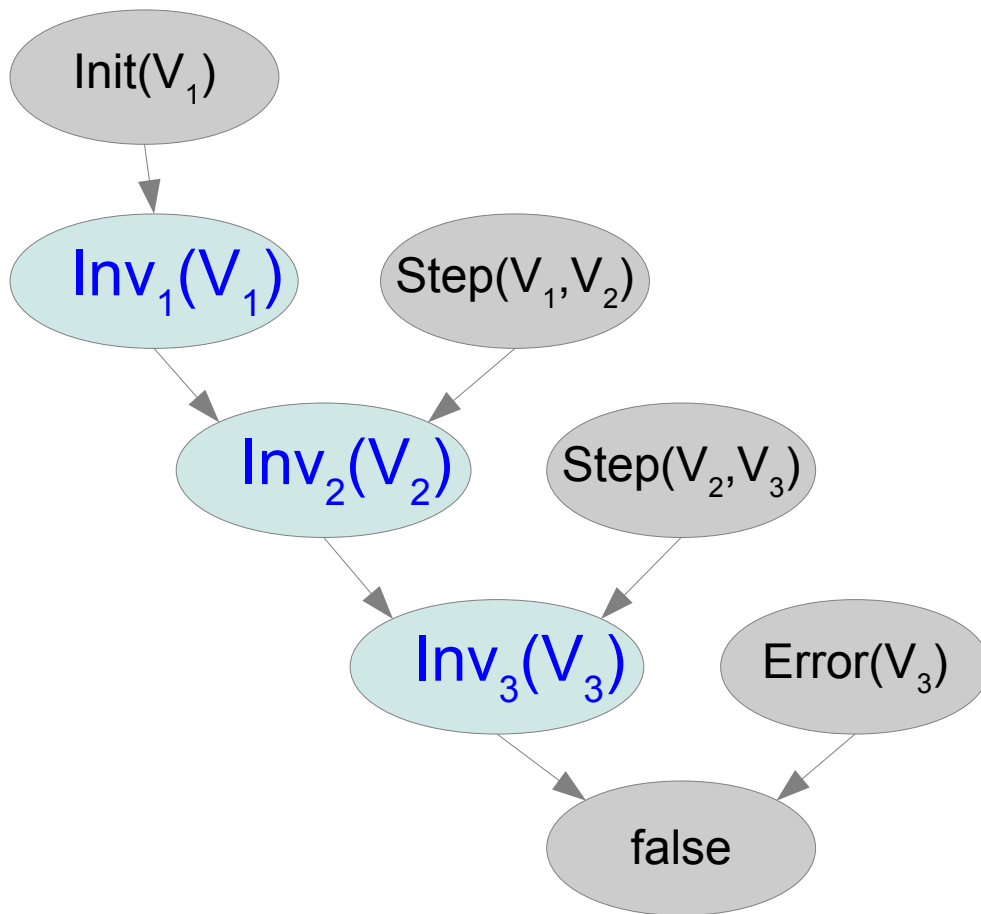 Init(V₁)
Inv₁(V₁)
Step(V₁,V₂)
Inv₂(V₂)
Step(V₂,V₃)
Inv₃(V₃)
Error(V₃)
false